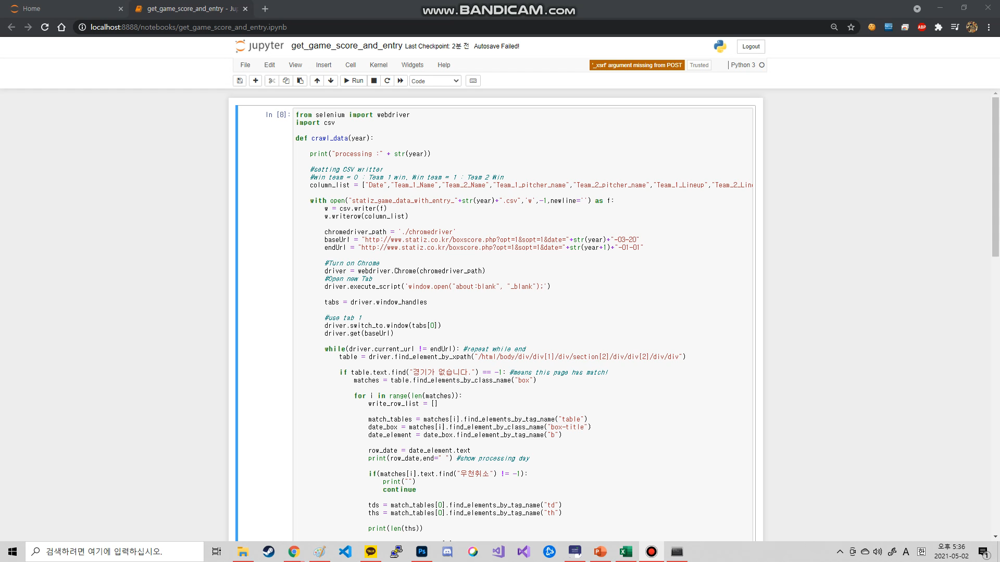 Home
get_game_score_and_entry - Jup
www.BANDICAM.com
localhost:8888/notebooks/get_game_score_and_entry.ipynb
ABP
jupyter get_game_score_and_entry Last Checkpoint: 2분 전 Autosave Failed!
Logout
File Edit View Insert Cell Kernel Widgets Help
'_xsrf' argument missing from POST
Trusted
Python 3
Run
Code
In [8]:
from selenium import webdriver
import csv
def crawl_data(year):
print("processing :" + str(year))
#setting CSV writter
#win team = 0 : Team 1 win, Win team = 1 : Team 2 Win
column_list = ["Date","Team_1_Name","Team_2_Name","Team_1_pitcher_name","Team_2_pitcher_name","Team_1_Lineup","Team_2_Lin
with open("statiz_game_data_with_entry_"+str(year)+".csv",'w',-1,newline='') as f:
w = csv.writer(f)
w.writerow(column_list)
chromedriver_path = './chromedriver'
baseUrl = "http://www.statiz.co.kr/boxscore.php?opt=1&sopt=1&date="+str(year)+"-03-20"
endUrl = "http://www.statiz.co.kr/boxscore.php?opt=1&sopt=1&date="+str(year+1)+"-01-01"
#Turn on Chrome
driver = webdriver.Chrome(chromedriver_path)
#Open new Tab
driver.execute_script('window.open("about:blank", "_blank");')
tabs = driver.window_handles
#use tab 1
driver.switch_to.window(tabs[0])
driver.get(baseUrl)
while(driver.current_url != endUrl): #repeat while end
table = driver.find_element_by_xpath("/html/body/div/div[1]/div/section[2]/div/div[2]/div/div")
if table.text.find("경기가 없습니다.") == -1: #means this page has match!
matches = table.find_elements_by_class_name("box")
for i in range(len(matches)):
write_row_list = []
match_tables = matches[i].find_elements_by_tag_name("table")
date_box = matches[i].find_element_by_class_name("box-title")
date_element = date_box.find_element_by_tag_name("b")
row_date = date_element.text
print(row_date,end=" ") #show processing day
if(matches[i].text.find("우천취소") != -1):
print("")
continue
tds = match_tables[0].find_elements_by_tag_name("td")
ths = match_tables[0].find_elements_by_tag_name("th")
print(len(ths))
검색하려면 여기에 입력하십시오.
TALK
Ps
A
한
오후 5:36
2021-05-02
1